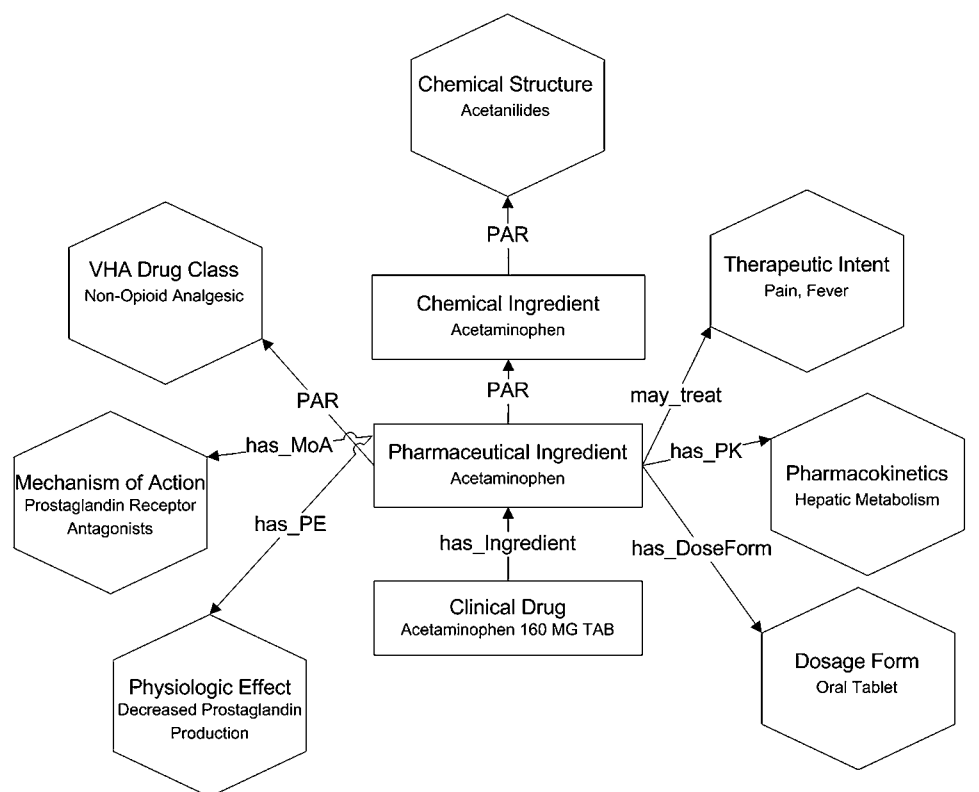 Chemical Structure
Acetanilides
PAR
VHA Drug Class
Non-Opioid Analgesic
Therapeutic Intent
Pain, Fever
Chemical Ingredient
Acetaminophen
PAR
PAR
may_treat
has_MoA
Pharmaceutical Ingredient
Acetaminophen
has_PK
Mechanism of Action
Prostaglandin Receptor
Antagonists
Pharmacokinetics
Hepatic Metabolism
has_PE
has_Ingredient
has_DoseForm
Clinical Drug
Acetaminophen 160 MG TAB
Physiologic Effect
Decreased Prostaglandin
Production
Dosage Form
Oral Tablet